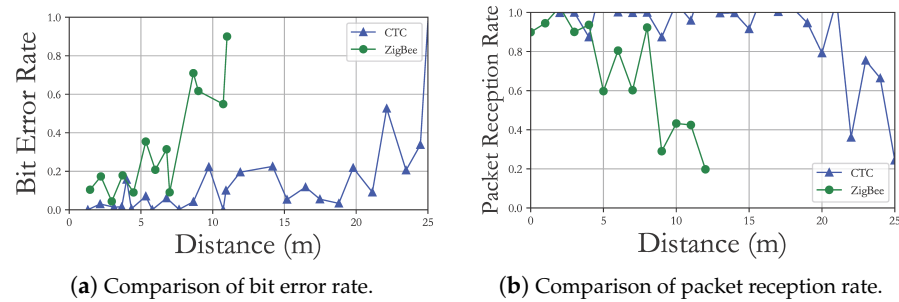 Bit Error Rate
1.0
0.8
0.6
0.4
0.2
0.0
0
5
10
15
20
25
Distance (m)
CTC
ZigBee
(a) Comparison of bit error rate.
Packet Reception Rate
1.0
0.8
0.6
0.4
0.2
0.0
0
5
10
15
20
25
Distance (m)
CTC
ZigBee
(b) Comparison of packet reception rate.